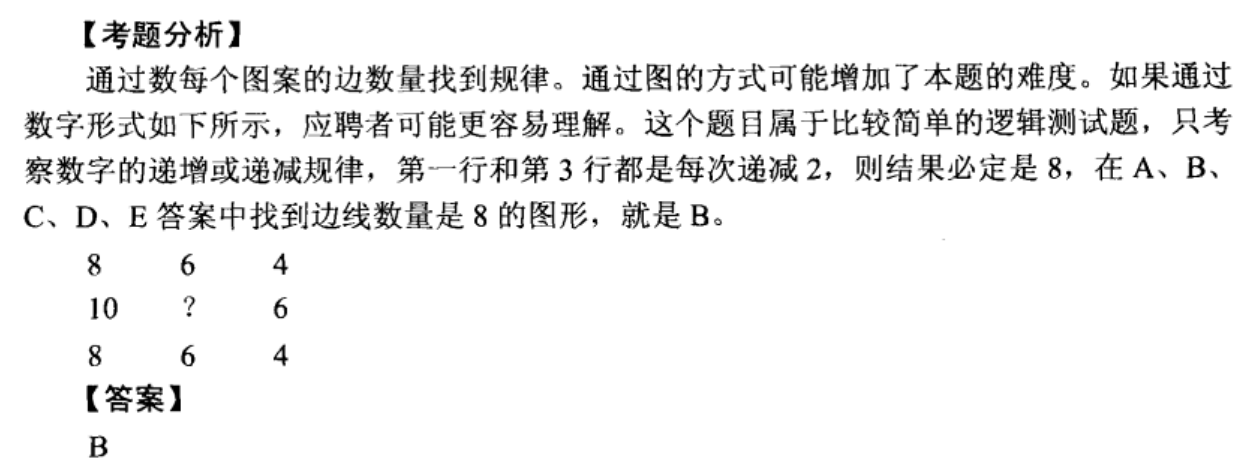 【考题分析】
通过数每个图案的边数量找到规律。通过图的方式可能增加了本题的难度。如果通过
数字形式如下所示，应聘者可能更容易理解。这个题目属于比较简单的逻辑测试题，只考
察数字的递增或递减规律，第一行和第 3 行都是每次递减 2，则结果必定是 8，在 A、B、
C、D、E 答案中找到边线数量是 8 的图形，就是 B。
8 6 4
10 ？ 6
8 6 4
【答案】
B